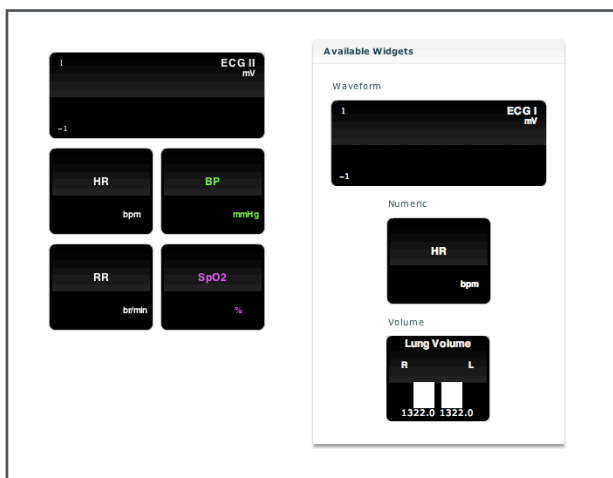 1 ECG II
mV
−1
HR
bpm
BP
mmHg
RR
br/min
SpO2
%
Available Widgets
Waveform
1 ECG I
mV
−1
Numeric
HR
bpm
Volume
Lung Volume
R L
1322.0 1322.0